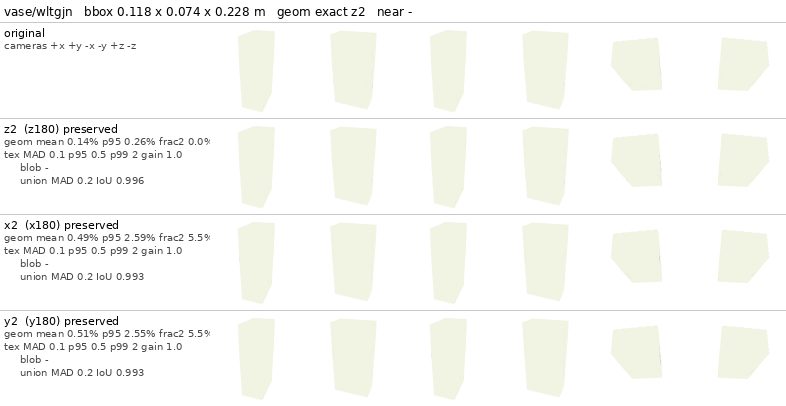 vase/wltgjn bbox 0.118 x 0.074 x 0.228 m geom exact z2 near -
original
cameras +x +y -x -y +z -z
z2 (z180) preserved
geom mean 0.14% p95 0.26% frac2 0.0%
tex MAD 0.1 p95 0.5 p99 2 gain 1.0
blob -
union MAD 0.2 IoU 0.996
x2 (x180) preserved
geom mean 0.49% p95 2.59% frac2 5.5%
tex MAD 0.1 p95 0.5 p99 2 gain 1.0
blob -
union MAD 0.2 IoU 0.993
y2 (y180) preserved
geom mean 0.51% p95 2.55% frac2 5.5%
tex MAD 0.1 p95 0.5 p99 2 gain 1.0
blob -
union MAD 0.2 IoU 0.993